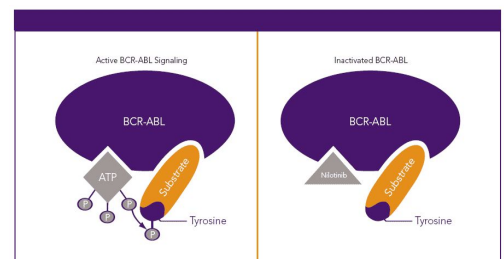 Active BCR-ABL Signaling
BCR-ABL
ATP
Substrate
P
P
P
P
Tyrosine
Inactivated BCR-ABL
BCR-ABL
Nilotinib
Substrate
Tyrosine